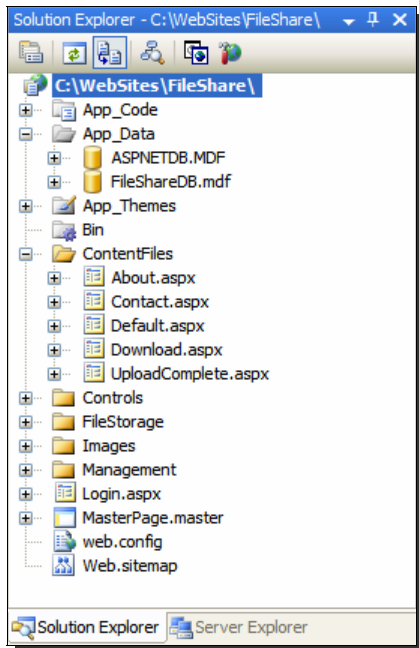 Solution Explorer - C:\WebSites\FileShare\
C:\WebSites\FileShare\
App_Code
App_Data
ASPNETDB.MDF
FileShareDB.mdf
App_Themes
Bin
ContentFiles
About.aspx
Contact.aspx
Default.aspx
Download.aspx
UploadComplete.aspx
Controls
FileStorage
Images
Management
Login.aspx
MasterPage.master
web.config
Web.sitemap
Solution Explorer Server Explorer